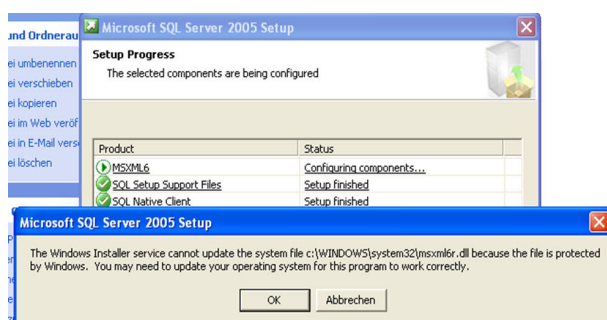 und Ordnerau
Microsoft SQL Server 2005 Setup
ei umbenennen
ei verschieben
ei kopieren
ei im Web veröf
ei in E-Mail vers
ei löschen
Setup Progress
The selected components are being configured
Product Status
MSXML6 Configuring components...
SQL Setup Support Files Setup finished
SQL Native Client Setup finished
Microsoft SQL Server 2005 Setup
The Windows Installer service cannot update the system file c:\WINDOWS\system32\msxml6r.dll because the file is protected
by Windows. You may need to update your operating system for this program to work correctly.
OK Abbrechen